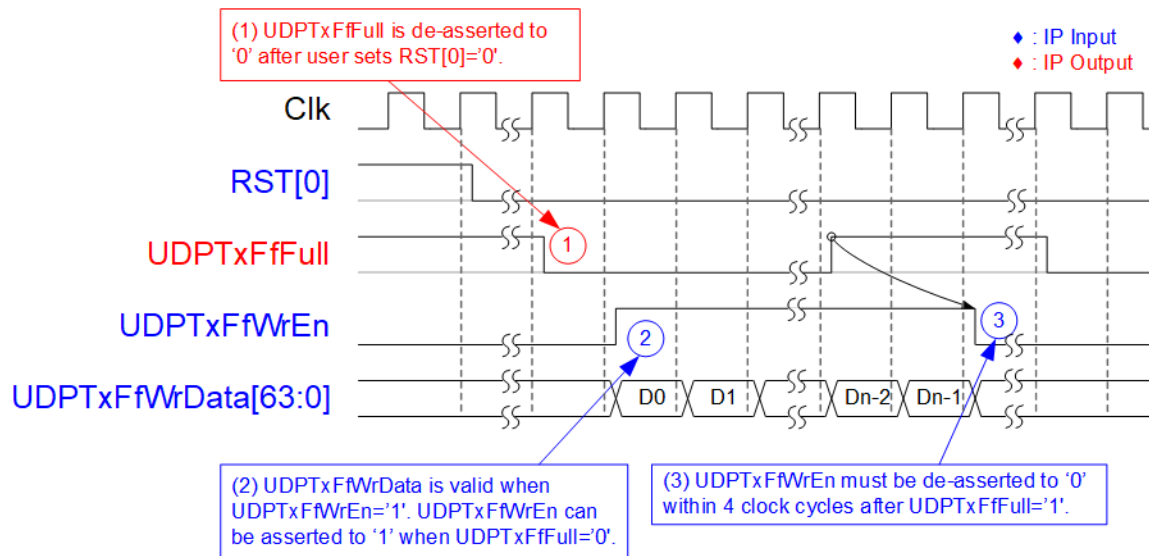 (1) UDPTxFfFull is de-asserted to
‘0’ after user sets RST[0]='0'.
♦ : IP Input
♦ : IP Output
Clk
RST[0]
UDPTxFfFull
1
UDPTxFfWrEn
2
3
UDPTxFfWrData[63:0]
D0
D1
Dn-2
Dn-1
(2) UDPTxFfWrData is valid when
UDPTxFfWrEn='1'. UDPTxFfWrEn can
be asserted to ‘1’ when UDPTxFfFull='0'.
(3) UDPTxFfWrEn must be de-asserted to ‘0’
within 4 clock cycles after UDPTxFfFull='1'.